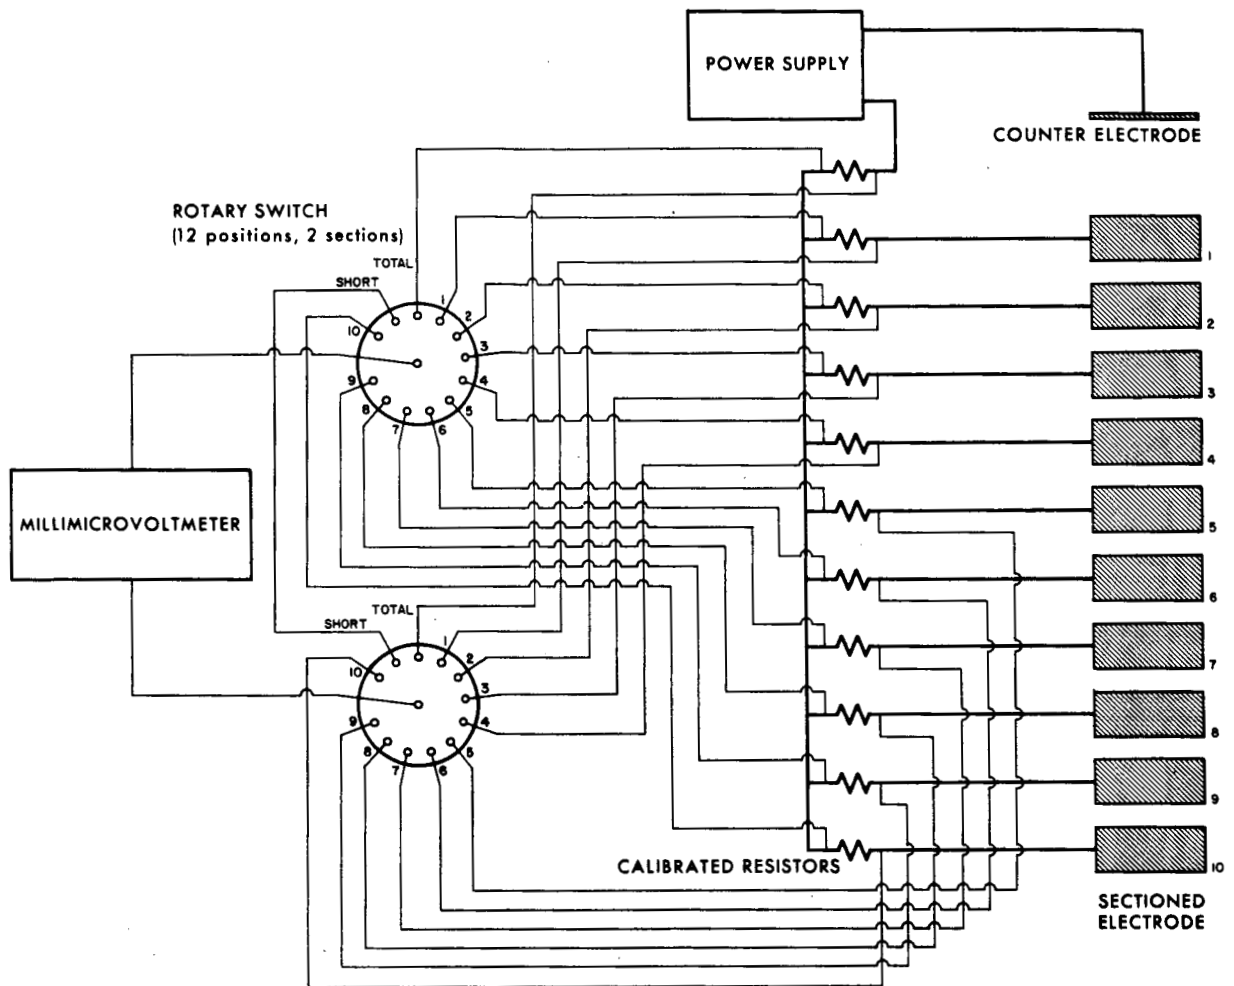 POWER SUPPLY
COUNTER ELECTRODE
ROTARY SWITCH
(12 positions, 2 sections)
TOTAL
SHORT
1
2
3
4
5
6
7
8
9
10
MILLIMICROVOLTMETER
TOTAL
SHORT
1
2
3
4
5
6
7
8
9
10
CALIBRATED RESISTORS
1
2
3
4
5
6
7
8
9
10
SECTIONED
ELECTRODE